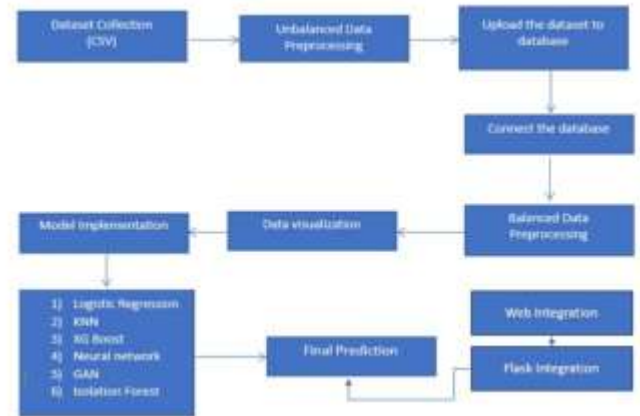 Dataset Collection
(CSV)
Unbalanced Data
Preprocessing
Upload the dataset to
database
Connect the database
Balanced Data
Preprocessing
Data visualization
Model Implementation
1) Logistic Regression
2) KNN
3) XG Boost
4) Neural network
5) GAN
6) Isolation Forest
Final Prediction
Web Integration
Flask Integration